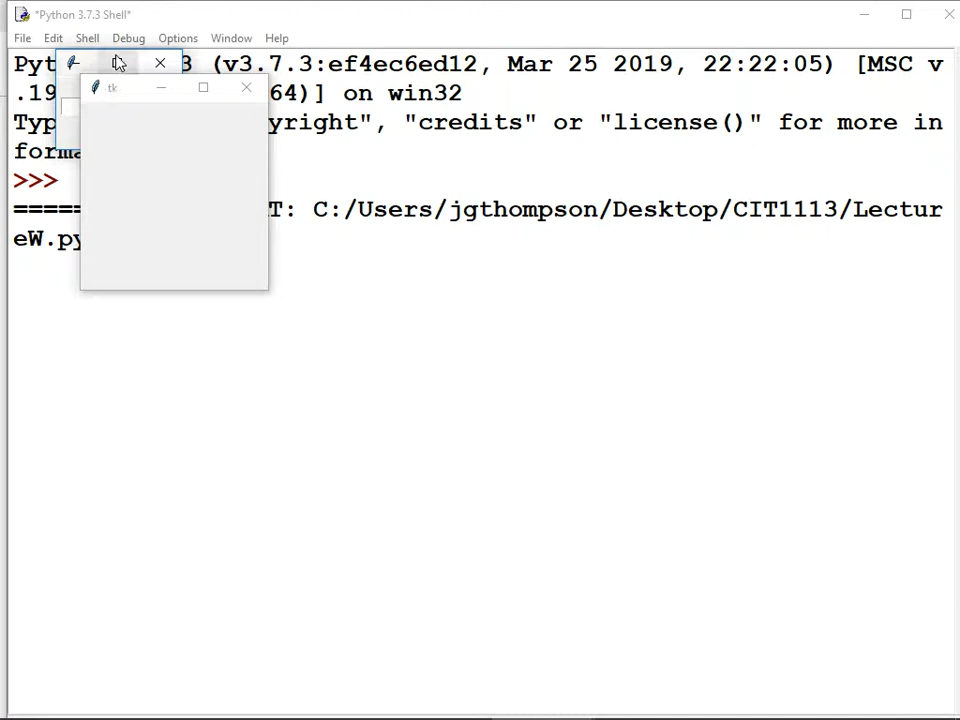 *Python 3.7.3 Shell*
File Edit Shell Debug Options Window Help
Pyt 3 (v3.7.3:ef4ec6ed12, Mar 25 2019, 22:22:05) [MSC v
tk
.19 64)] on win32
Typ yright", "credits" or "license()" for more in
forma
>>>
===== T: C:/Users/jgthompson/Desktop/CIT1113/Lectur
eW.py